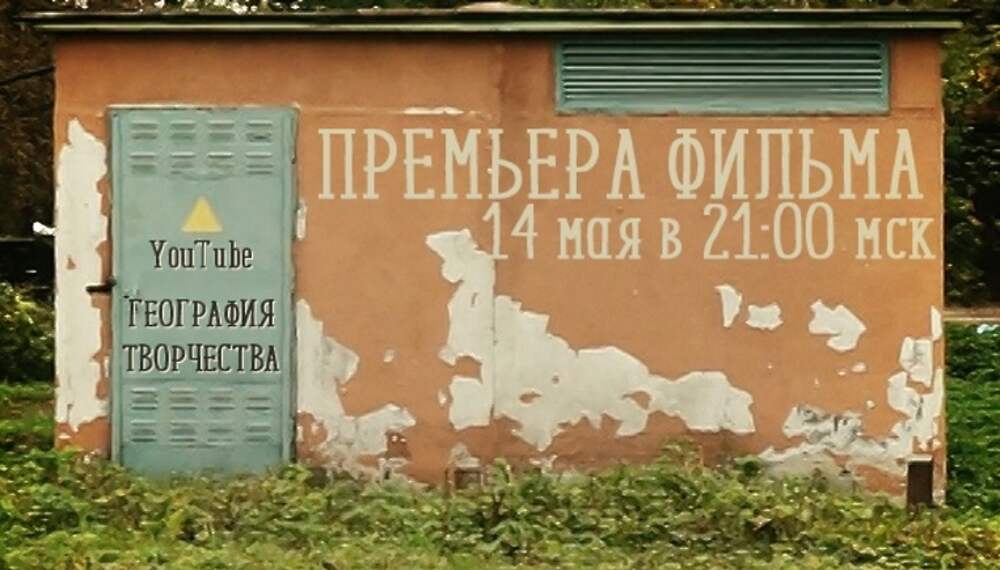 ПРЕМЬЕРА ФИЛЬМА
14 мая в 21:00 мск
YouTube
ГЕОГРАФИЯ
ТВОРЧЕСТВА